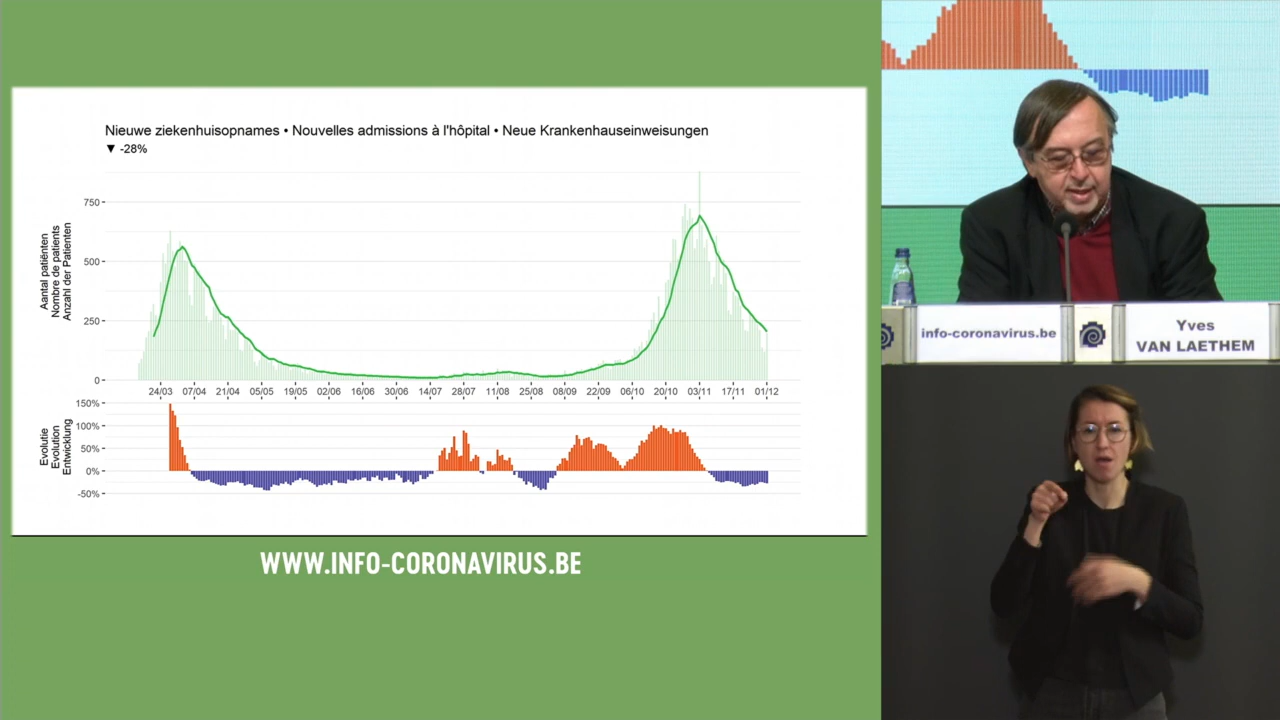 Nieuwe ziekenhuisopnames • Nouvelles admissions à l'hôpital • Neue Krankenhauseinweisungen
▼ -28%
Aantal patiënten
Nombre de patients
Anzahl der Patienten
750
500
250
0
24/03 07/04 21/04 05/05 19/05 02/06 16/06 30/06 14/07 28/07 11/08 25/08 08/09 22/09 06/10 20/10 03/11 17/11 01/12
Evolutie
Evolution
Entwicklung
150%
100%
50%
0%
-50%
WWW.INFO-CORONAVIRUS.BE
info-coronavirus.be
Yves
VAN LAETHEM